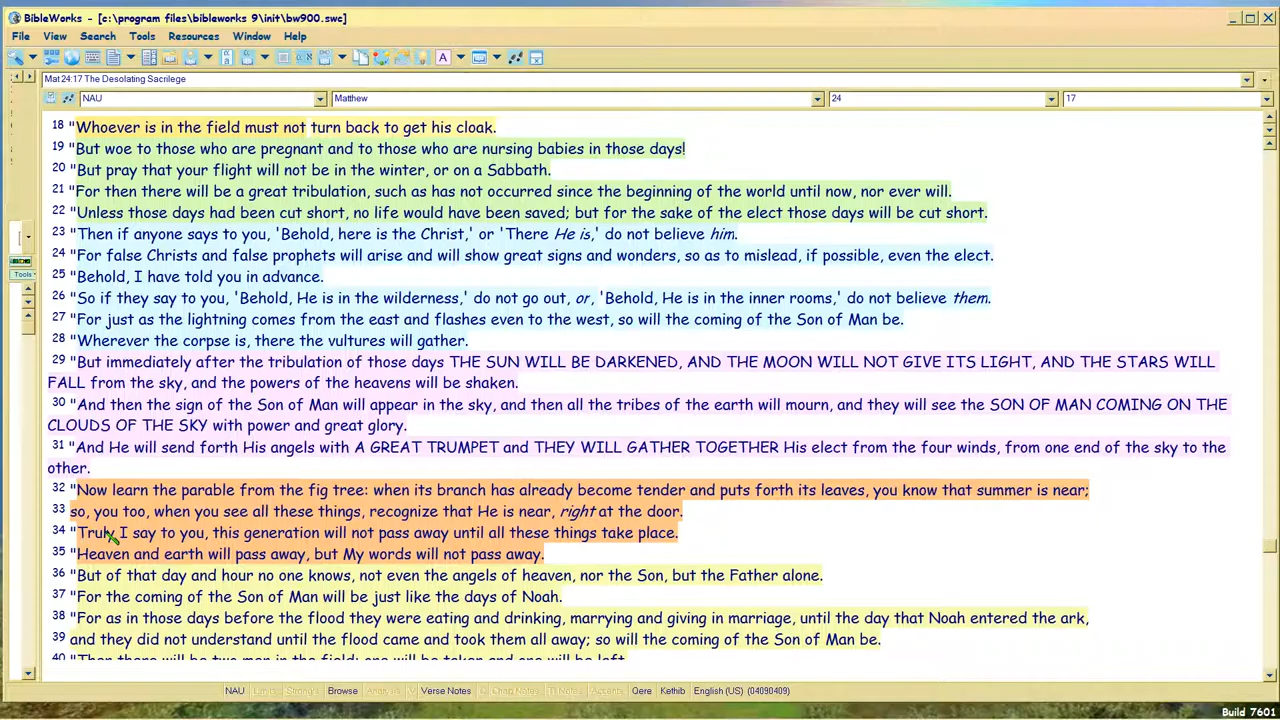 BibleWorks - [c:\program files\bibleworks 9\init\bw900.swc]
File View Search Tools Resources Window Help
Mat 24:17 The Desolating Sacrilege
NAU Matthew 24 17
18 "Whoever is in the field must not turn back to get his cloak.
19 "But woe to those who are pregnant and to those who are nursing babies in those days!
20 "But pray that your flight will not be in the winter, or on a Sabbath.
21 "For then there will be a great tribulation, such as has not occurred since the beginning of the world until now, nor ever will.
22 "Unless those days had been cut short, no life would have been saved; but for the sake of the elect those days will be cut short.
23 "Then if anyone says to you, 'Behold, here is the Christ,' or 'There He is,' do not believe him.
24 "For false Christs and false prophets will arise and will show great signs and wonders, so as to mislead, if possible, even the elect.
25 "Behold, I have told you in advance.
26 "So if they say to you, 'Behold, He is in the wilderness,' do not go out, or, 'Behold, He is in the inner rooms,' do not believe them.
27 "For just as the lightning comes from the east and flashes even to the west, so will the coming of the Son of Man be.
28 "Wherever the corpse is, there the vultures will gather.
29 "But immediately after the tribulation of those days THE SUN WILL BE DARKENED, AND THE MOON WILL NOT GIVE ITS LIGHT, AND THE STARS WILL
FALL from the sky, and the powers of the heavens will be shaken.
30 "And then the sign of the Son of Man will appear in the sky, and then all the tribes of the earth will mourn, and they will see the SON OF MAN COMING ON THE
CLOUDS OF THE SKY with power and great glory.
31 "And He will send forth His angels with A GREAT TRUMPET and THEY WILL GATHER TOGETHER His elect from the four winds, from one end of the sky to the
other.
32 "Now learn the parable from the fig tree: when its branch has already become tender and puts forth its leaves, you know that summer is near;
33 so, you too, when you see all these things, recognize that He is near, right at the door.
34 "Truly I say to you, this generation will not pass away until all these things take place.
35 "Heaven and earth will pass away, but My words will not pass away.
36 "But of that day and hour no one knows, not even the angels of heaven, nor the Son, but the Father alone.
37 "For the coming of the Son of Man will be just like the days of Noah.
38 "For as in those days before the flood they were eating and drinking, marrying and giving in marriage, until the day that Noah entered the ark,
39 and they did not understand until the flood came and took them all away; so will the coming of the Son of Man be.
40 "Then there will be two men in the field; one will be taken and one will be left.
Tools
NAU Browse Verse Notes Qere Kethib English (US) (04090409)
Build 7601